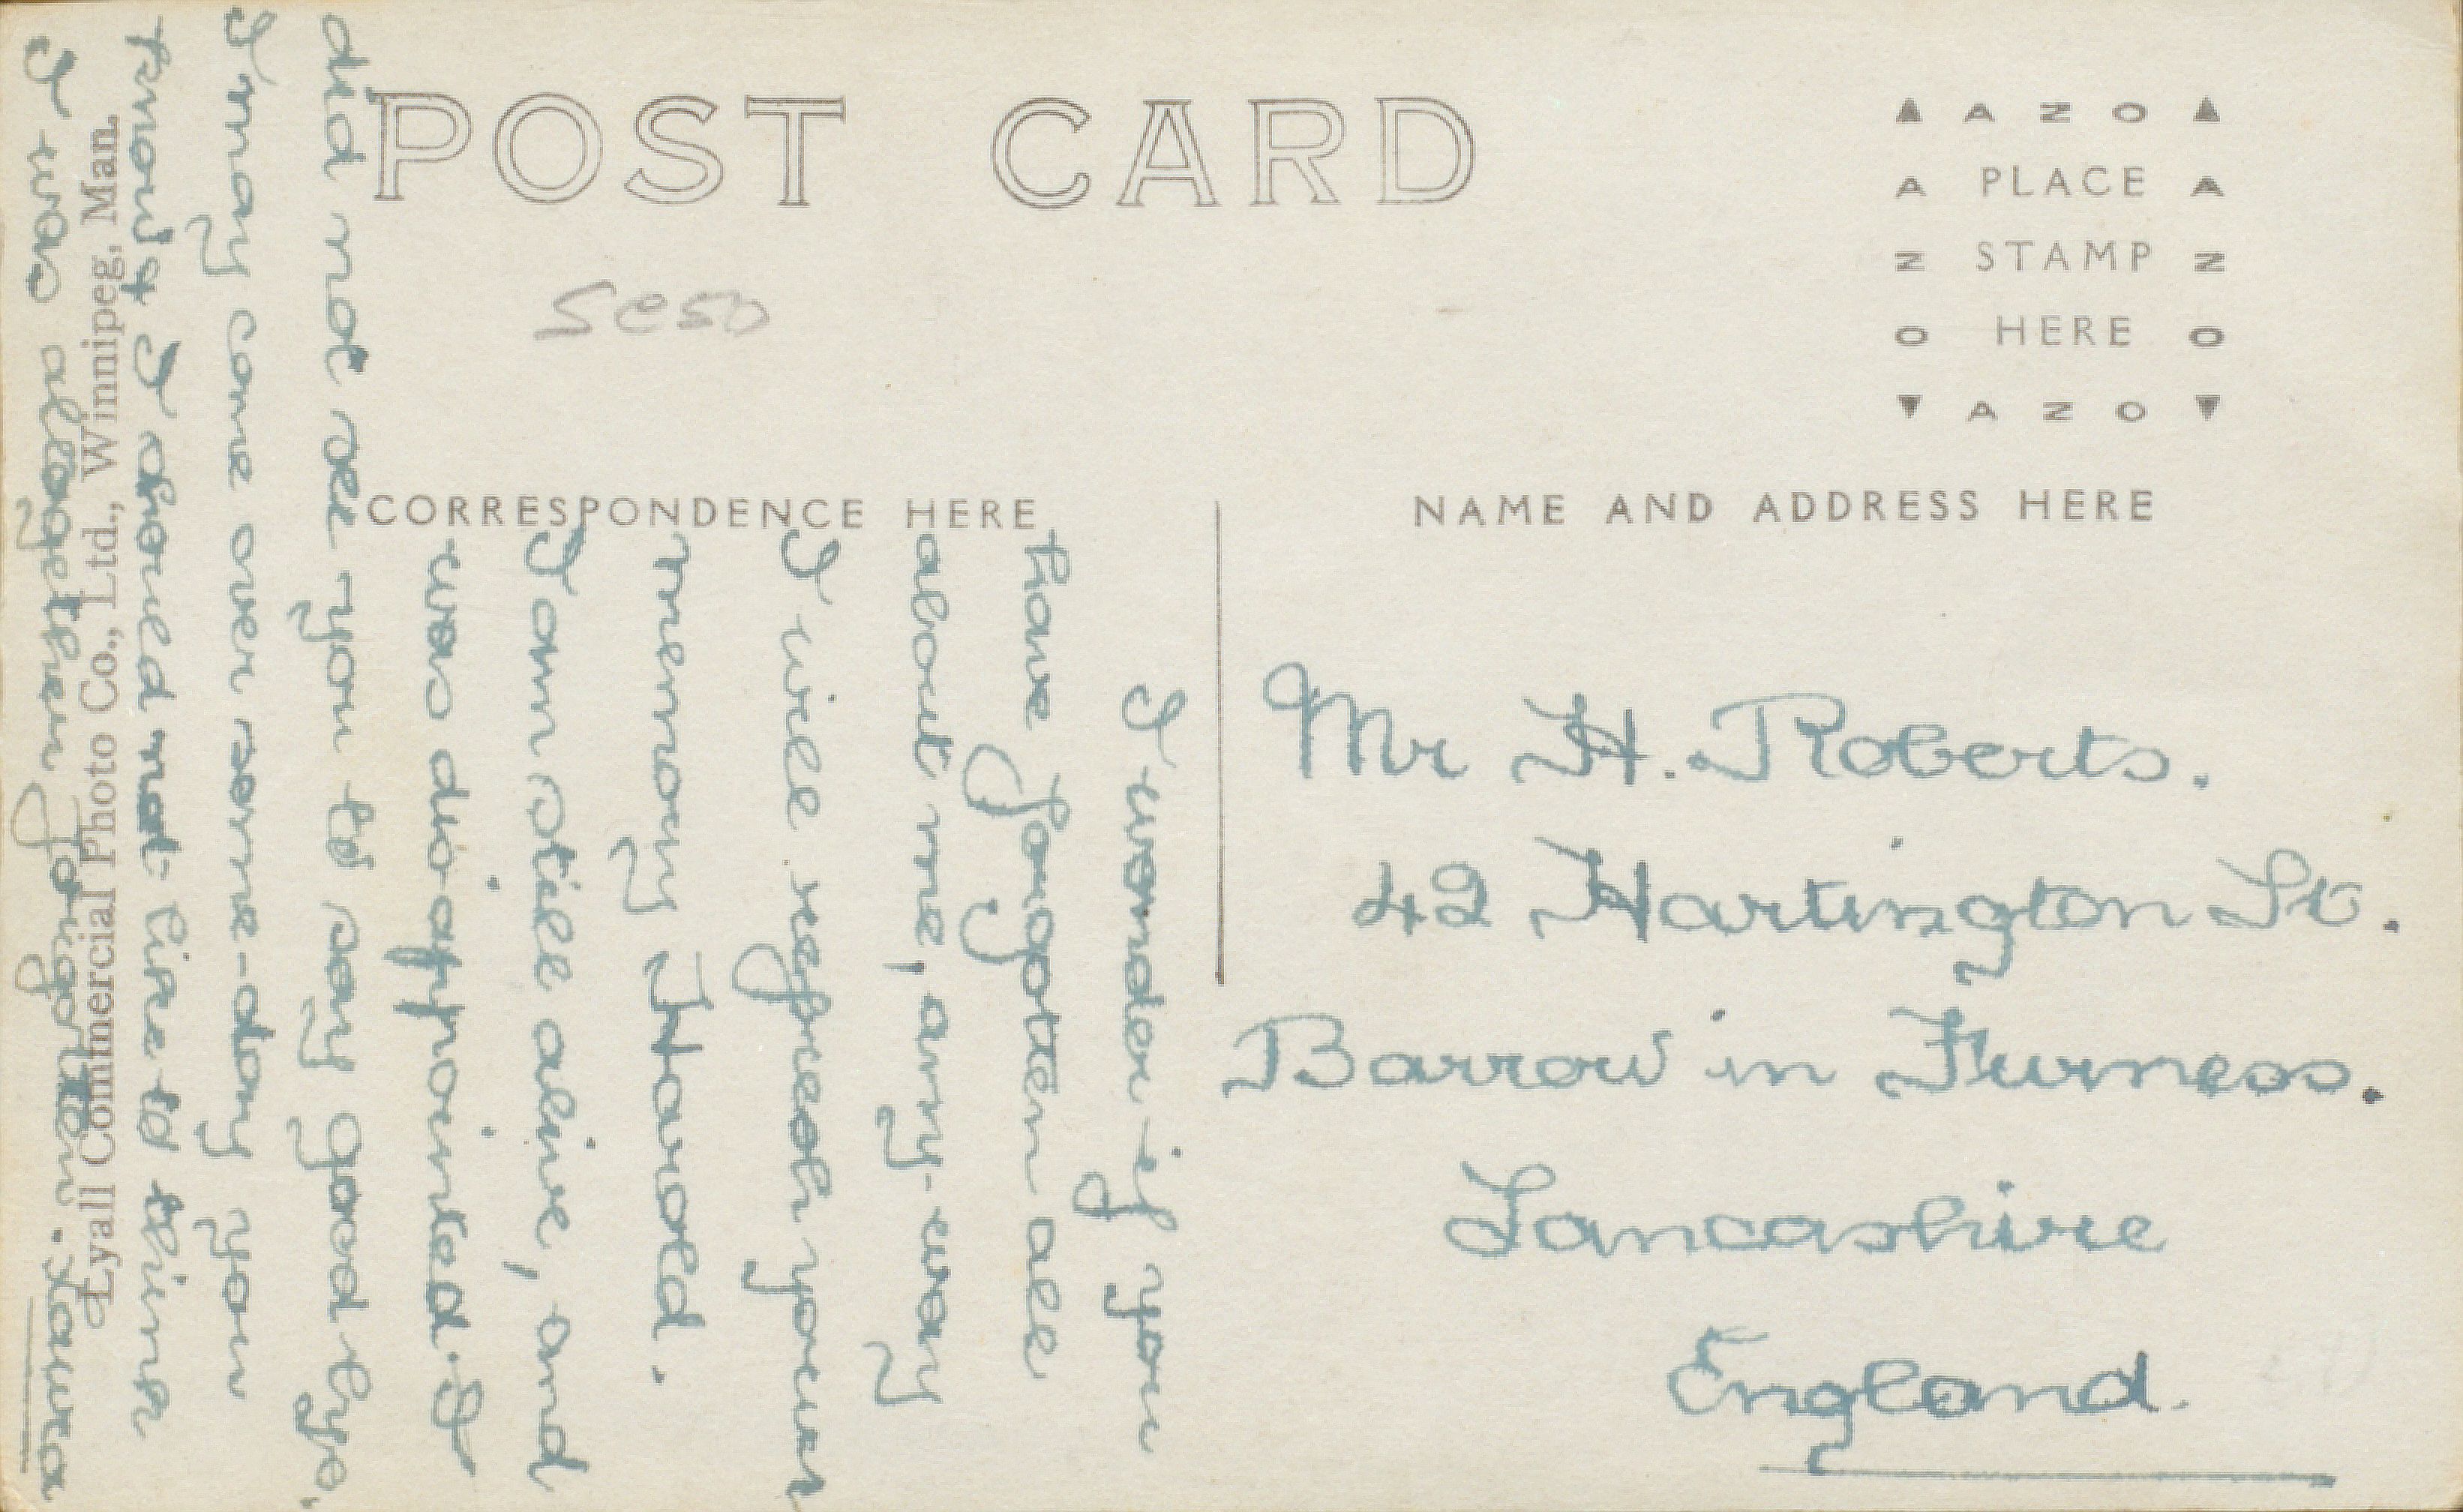 POST CARD
▲ A Z O ▲
A PLACE A
Z STAMP Z
O HERE O
▼ A Z O ▼
CORRESPONDENCE HERE
NAME AND ADDRESS HERE
I wonder if you
have forgotten all
about me, any-way
I will refresh your
memory Harold.
I am still alive, and
was disappointed. I
did not see you to say good bye.
I may come over some-day you
know, & I should not like to think
I was altogether forgotten. Laura
Lyall Commercial Photo Co., Ltd., Winnipeg, Man.
Mr H. Roberts.
42 Hartington St.
Barrow in Furness.
Lancashire
England.